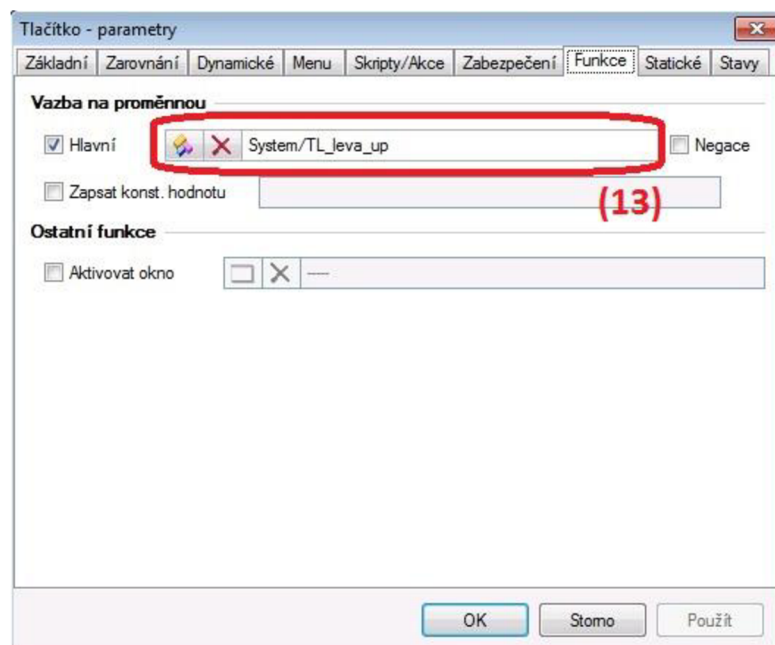 Tlačítko - parametry
Základní Zarovnání Dynamické Menu Skripty/Akce Zabezpečení Funkce Statické Stavy
Vazba na proměnnou
Hlavní System/TL_leva_up Negace
Zapsat konst. hodnotu
(13)
Ostatní funkce
Aktivovat okno ----
OK Storno Použít